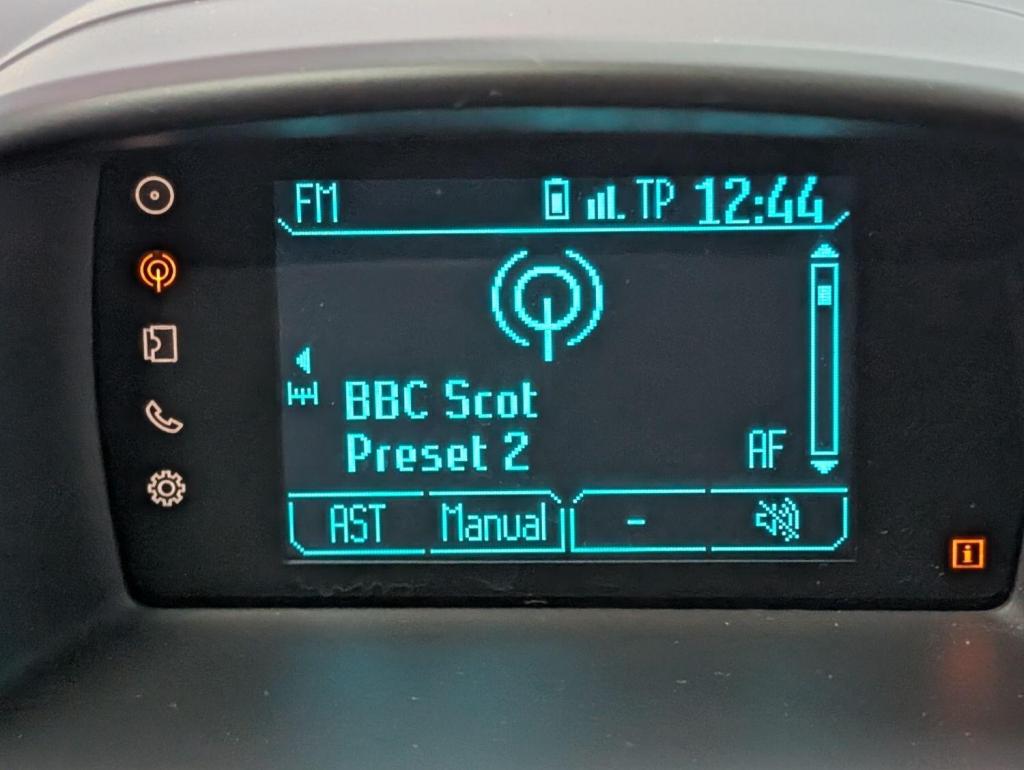 FM TP 12:44
BBC Scot
Preset 2 AF
AST Manual -
i